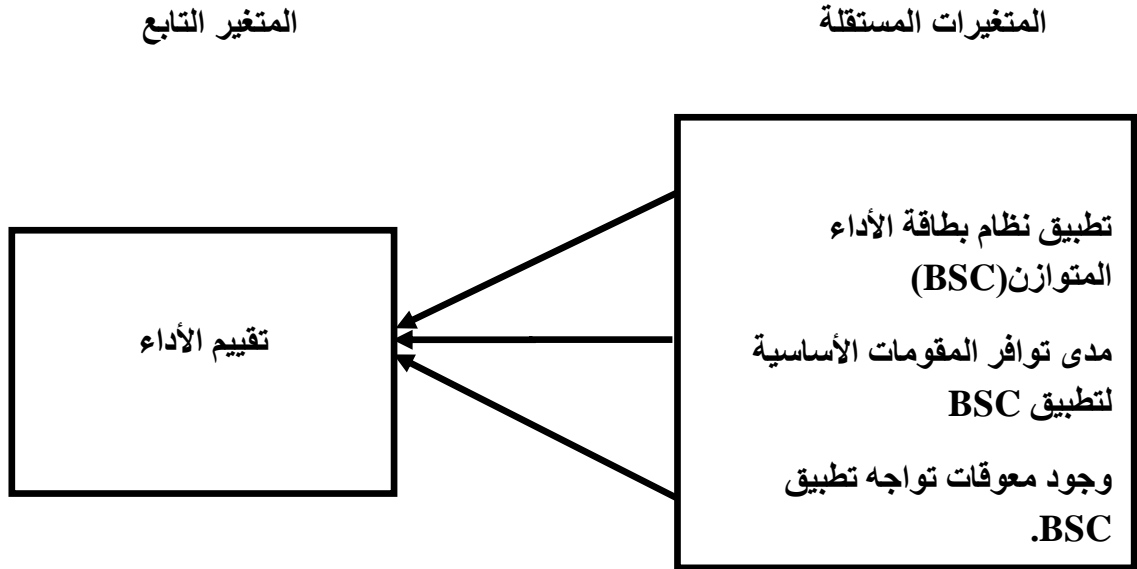 المتغيرات المستقلة
المتغير التابع
تطبيق نظام بطاقة الأداء
المتوازن(BSC)
مدى توافر المقومات الأساسية
لتطبيق BSC
وجود معوقات تواجه تطبيق
BSC.
تقييم الأداء